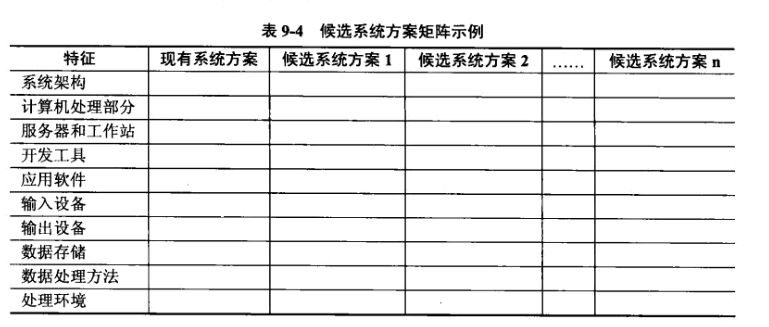 表 9-4 候选系统方案矩阵示例
特征 现有系统方案 候选系统方案 1 候选系统方案 2 …… 候选系统方案 n
系统架构
计算机处理部分
服务器和工作站
开发工具
应用软件
输入设备
输出设备
数据存储
数据处理方法
处理环境